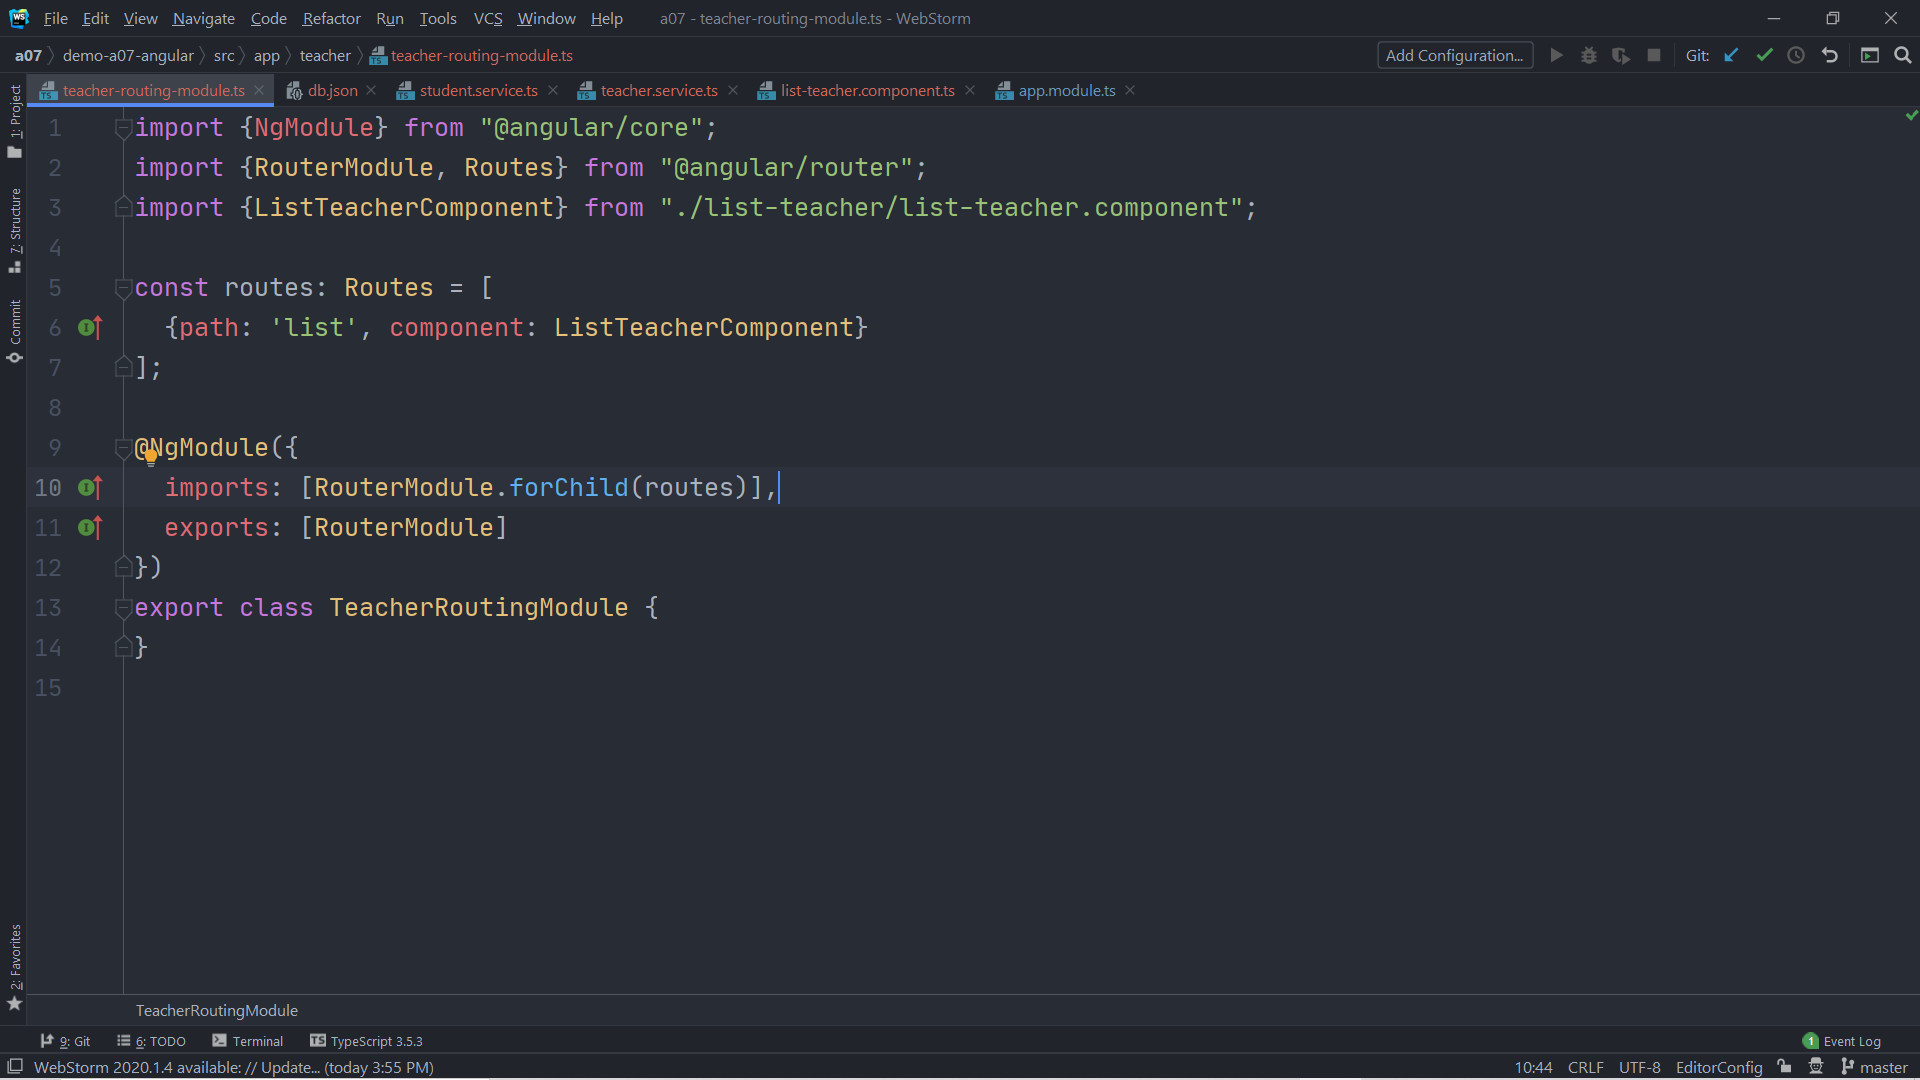 File Edit View Navigate Code Refactor Run Tools VCS Window Help a07 - teacher-routing-module.ts - WebStorm
a07 demo-a07-angular src app teacher teacher-routing-module.ts Add Configuration... Git:
teacher-routing-module.ts db.json student.service.ts teacher.service.ts list-teacher.component.ts app.module.ts
1: Project
7: Structure
Commit
2: Favorites
1 import {NgModule} from "@angular/core";
2 import {RouterModule, Routes} from "@angular/router";
3 import {ListTeacherComponent} from "./list-teacher/list-teacher.component";
4
5 const routes: Routes = [
6 {path: 'list', component: ListTeacherComponent}
7 ];
8
9 @NgModule({
10 imports: [RouterModule.forChild(routes)],
11 exports: [RouterModule]
12 })
13 export class TeacherRoutingModule {
14 }
15
TeacherRoutingModule
9: Git 6: TODO Terminal TypeScript 3.5.3 1 Event Log
WebStorm 2020.1.4 available: // Update... (today 3:55 PM) 10:44 CRLF UTF-8 EditorConfig master